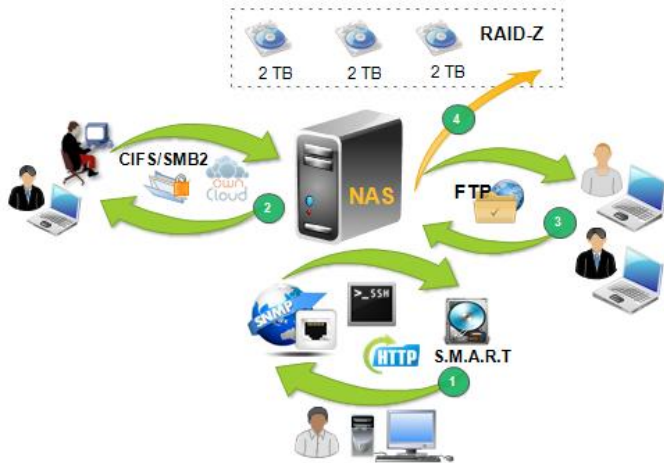 RAID-Z
2 TB
2 TB
2 TB
4
CIFS/SMB2
own
Cloud
2
NAS
FTP
3
SNMP
>_SSH
HTTP
S.M.A.R.T
1